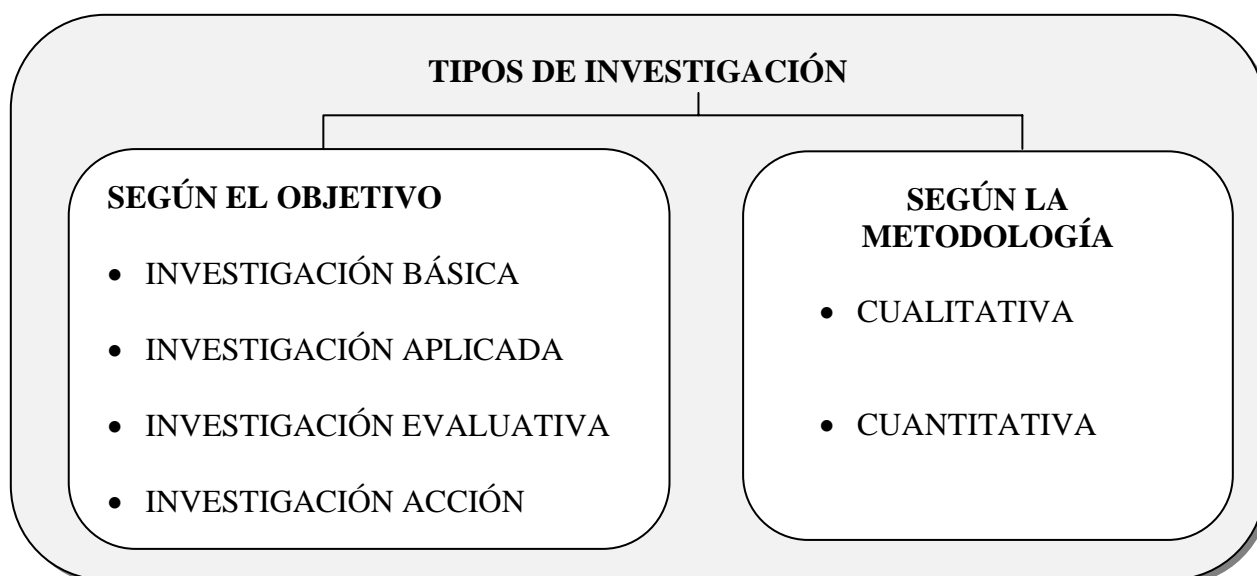 TIPOS DE INVESTIGACIÓN
SEGÚN EL OBJETIVO
• INVESTIGACIÓN BÁSICA
• INVESTIGACIÓN APLICADA
• INVESTIGACIÓN EVALUATIVA
• INVESTIGACIÓN ACCIÓN
SEGÚN LA
METODOLOGÍA
• CUALITATIVA
• CUANTITATIVA